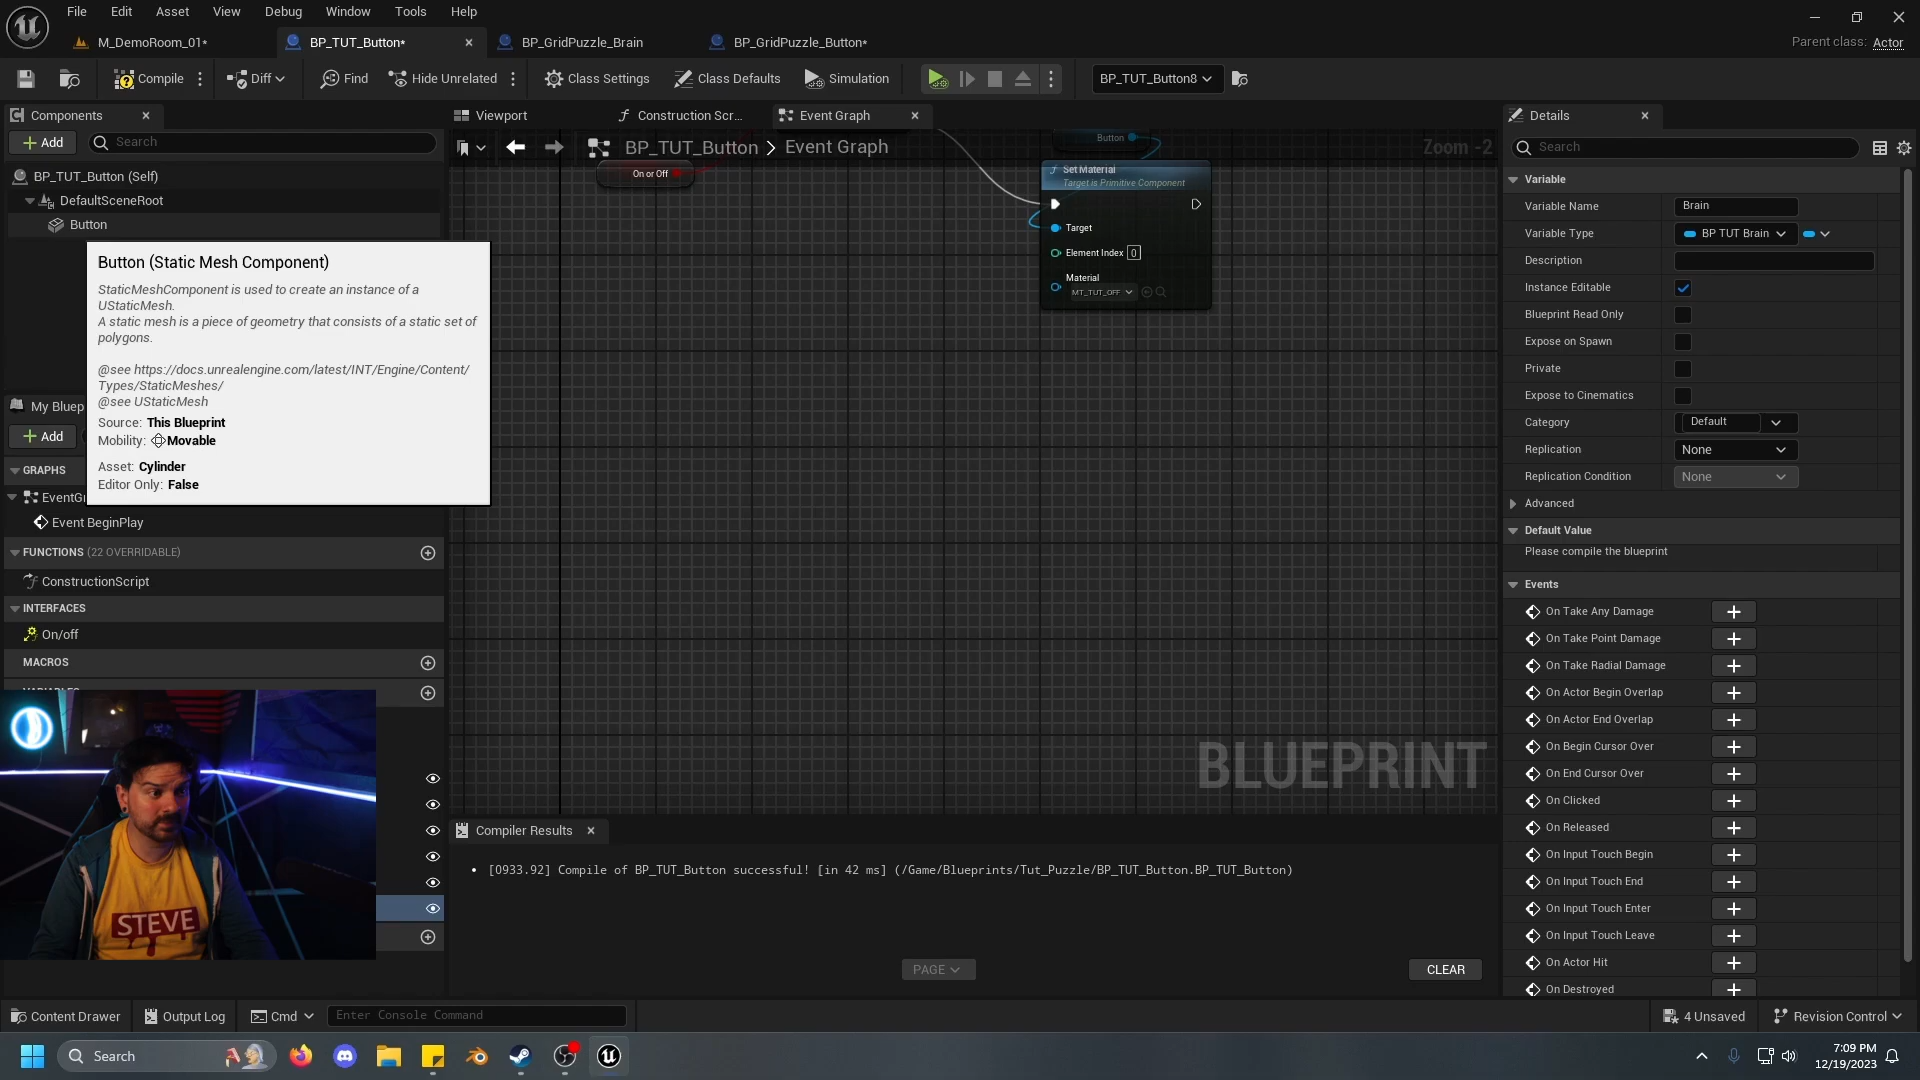 File Edit Asset View Debug Window Tools Help
M_DemoRoom_01*
BP_TUT_Button*
BP_GridPuzzle_Brain
BP_GridPuzzle_Button*
Parent class: Actor
Compile
Diff
Find
Hide Unrelated
Class Settings
Class Defaults
Simulation
BP_TUT_Button8
Components
Viewport
Construction Scr...
Event Graph
Details
Add
Search
BP_TUT_Button > Event Graph
Zoom -2
Search
BP_TUT_Button (Self)
DefaultSceneRoot
Button
Button (Static Mesh Component)
StaticMeshComponent is used to create an instance of a
UStaticMesh.
A static mesh is a piece of geometry that consists of a static set of
polygons.
@see https://docs.unrealengine.com/latest/INT/Engine/Content/
Types/StaticMeshes/
@see UStaticMesh
Source: This Blueprint
Mobility: Movable
Asset: Cylinder
Editor Only: False
My Bluep
Add
GRAPHS
EventGr
Event BeginPlay
FUNCTIONS (22 OVERRIDABLE)
ConstructionScript
INTERFACES
On/off
MACROS
VARIABLES
STEVE
On or Off
Button
Set Material
Target is Primitive Component
Target
Element Index 0
Material
MT_TUT_OFF
BLUEPRINT
Compiler Results
• [0933.92] Compile of BP_TUT_Button successful! [in 42 ms] (/Game/Blueprints/Tut_Puzzle/BP_TUT_Button.BP_TUT_Button)
PAGE
CLEAR
Variable
Variable Name Brain
Variable Type BP TUT Brain
Description
Instance Editable
Blueprint Read Only
Expose on Spawn
Private
Expose to Cinematics
Category Default
Replication None
Replication Condition None
Advanced
Default Value
Please compile the blueprint
Events
On Take Any Damage
On Take Point Damage
On Take Radial Damage
On Actor Begin Overlap
On Actor End Overlap
On Begin Cursor Over
On End Cursor Over
On Clicked
On Released
On Input Touch Begin
On Input Touch End
On Input Touch Enter
On Input Touch Leave
On Actor Hit
On Destroyed
Content Drawer
Output Log
Cmd
Enter Console Command
4 Unsaved
Revision Control
Search
7:09 PM
12/19/2023